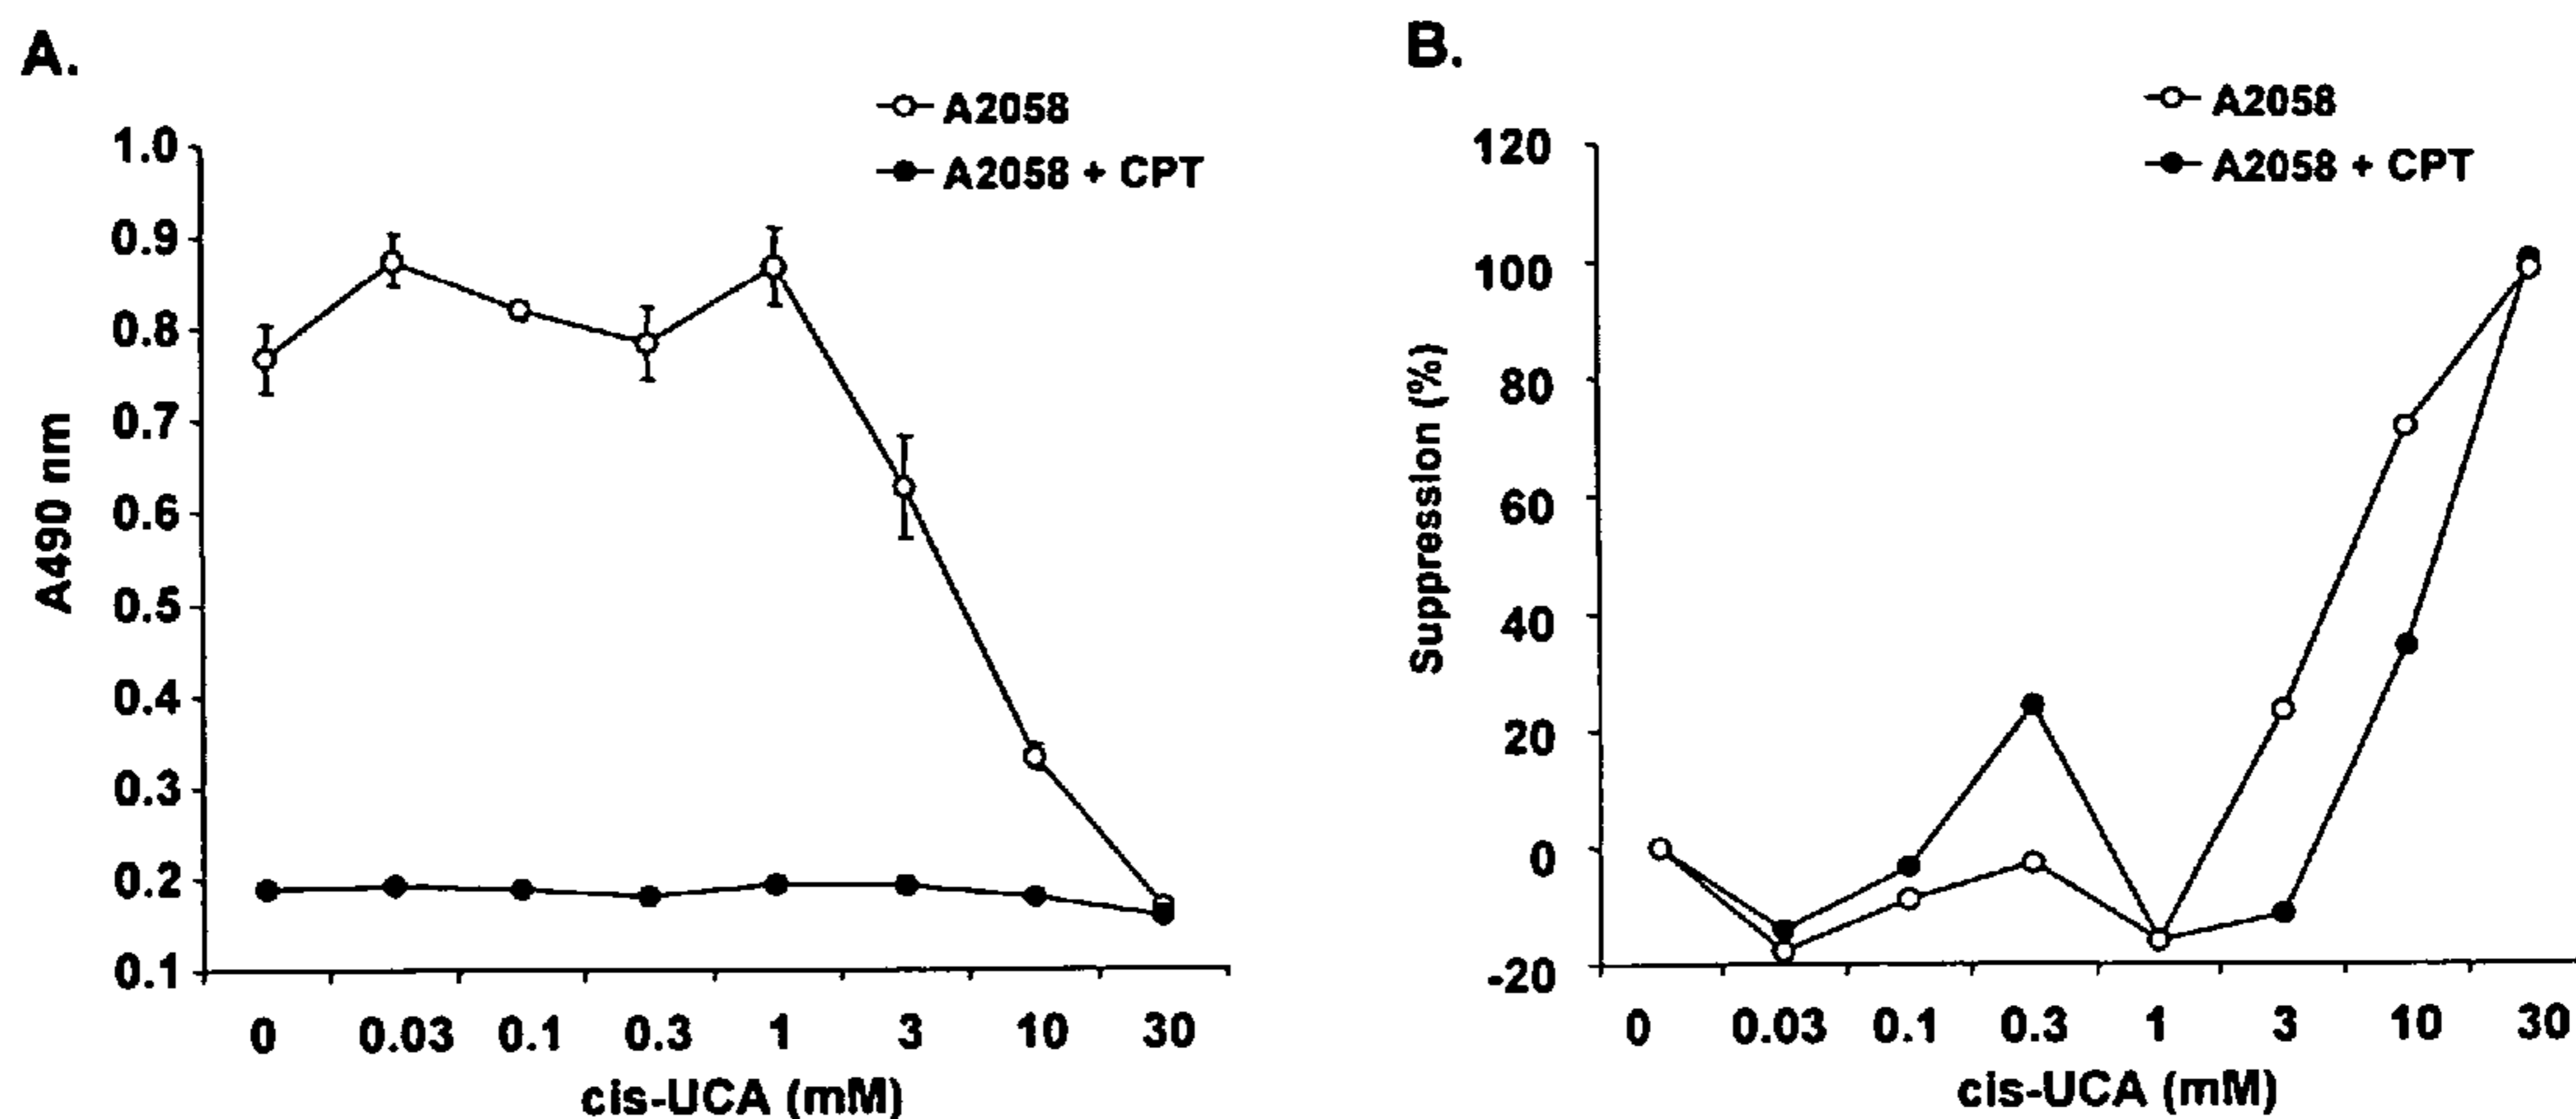 A.
A2058
A2058 + CPT
1.0
0.9
0.8
0.7
0.6
0.5
0.4
0.3
0.2
0.1
A490 nm
0 0.03 0.1 0.3 1 3 10 30
cis-UCA (mM)
B.
A2058
A2058 + CPT
120
100
80
60
40
20
0
-20
Suppression (%)
0 0.03 0.1 0.3 1 3 10 30
cis-UCA (mM)